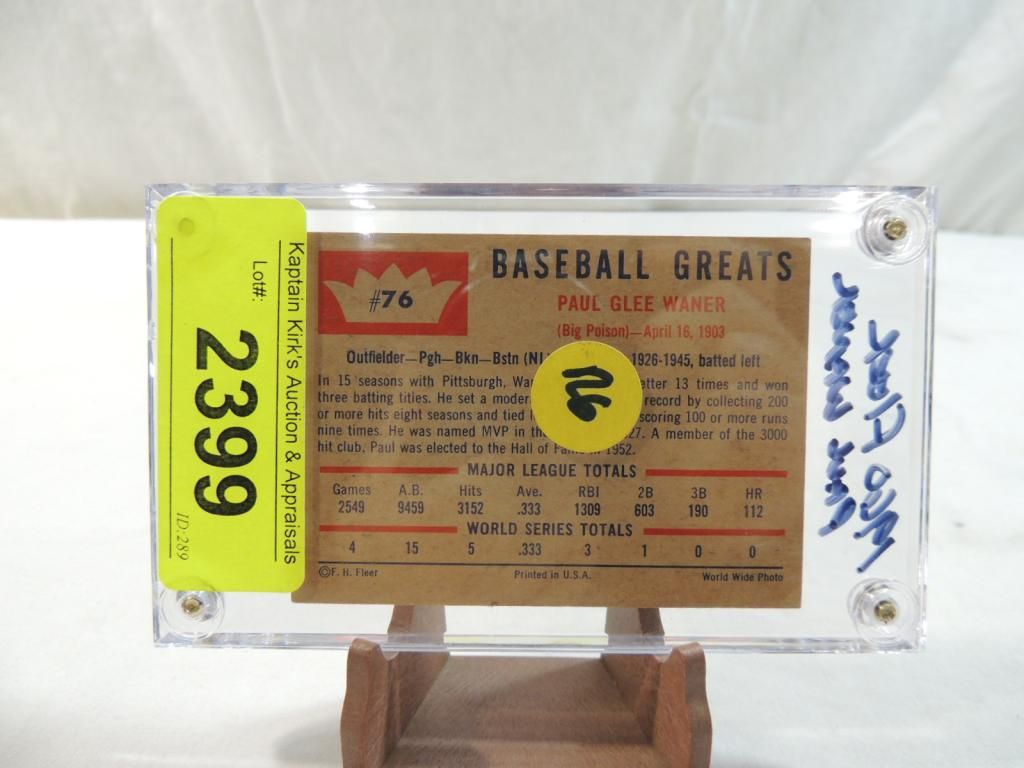 Kaptain Kirk's Auction & Appraisals
Lot#:
2399
ID:289
#76
BASEBALL GREATS
PAUL GLEE WANER
(Big Poison)—April 16, 1903
Outfielder—Pgh—Bkn—Bstn (NL) 1926-1945, batted left
In 15 seasons with Pittsburgh, etter 13 times and won
three batting titles. He set a modern record by collecting 200
or more hits eight seasons and tied scoring 100 or more runs
nine times. He was named MVP in 27. A member of the 3000
hit club. Paul was elected to the Hall of Fame in 1952.
26
MAJOR LEAGUE TOTALS
Games A.B. Hits Ave. RBI 2B 3B HR
2549 9459 3152 .333 1309 603 190 112
WORLD SERIES TOTALS
4 15 5 .333 3 1 0 0
©F. H. Fleer Printed in U.S.A. World Wide Photo